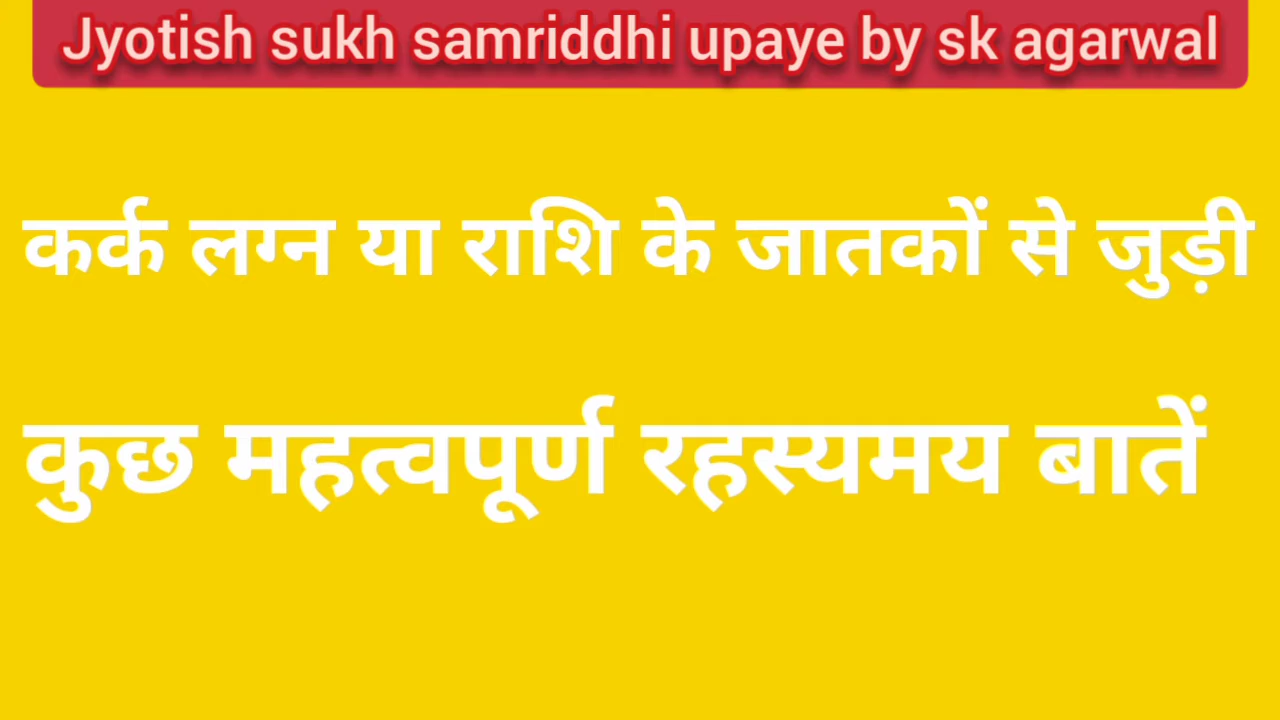 Jyotish sukh samriddhi upaye by sk agarwal
कर्क लग्न या राशि के जातकों से जुड़ी
कुछ महत्वपूर्ण रहस्यमय बातें